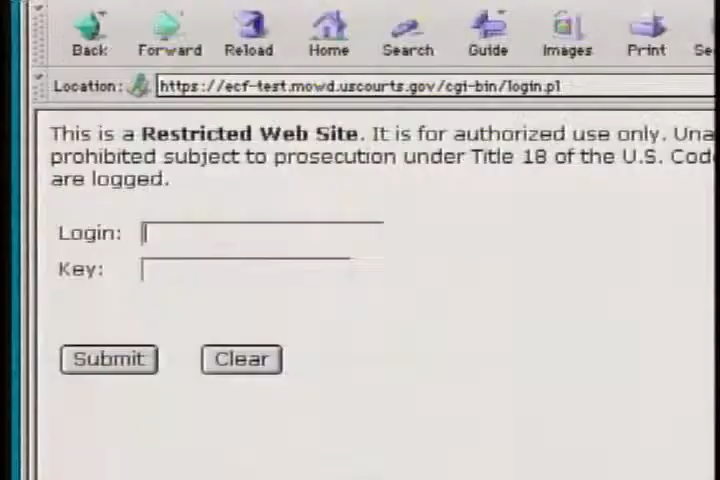 Back Forward Reload Home Search Guide Images Print
Location: https://ecf-test.mowd.uscourts.gov/cgi-bin/login.pl
This is a Restricted Web Site. It is for authorized use only.
prohibited subject to prosecution under Title 18 of the U.S.
are logged.
Login:
Key:
Submit Clear